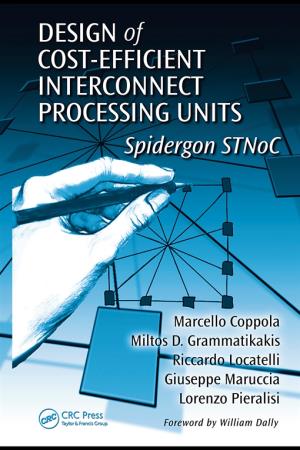 DESIGN of
COST-EFFICIENT
INTERCONNECT
PROCESSING UNITS
Spidergon STNoC
Marcello Coppola
Miltos D. Grammatikakis
Riccardo Locatelli
Giuseppe Maruccia
Lorenzo Pieralisi
Foreword by William Dally
CRC Press
Taylor & Francis Group